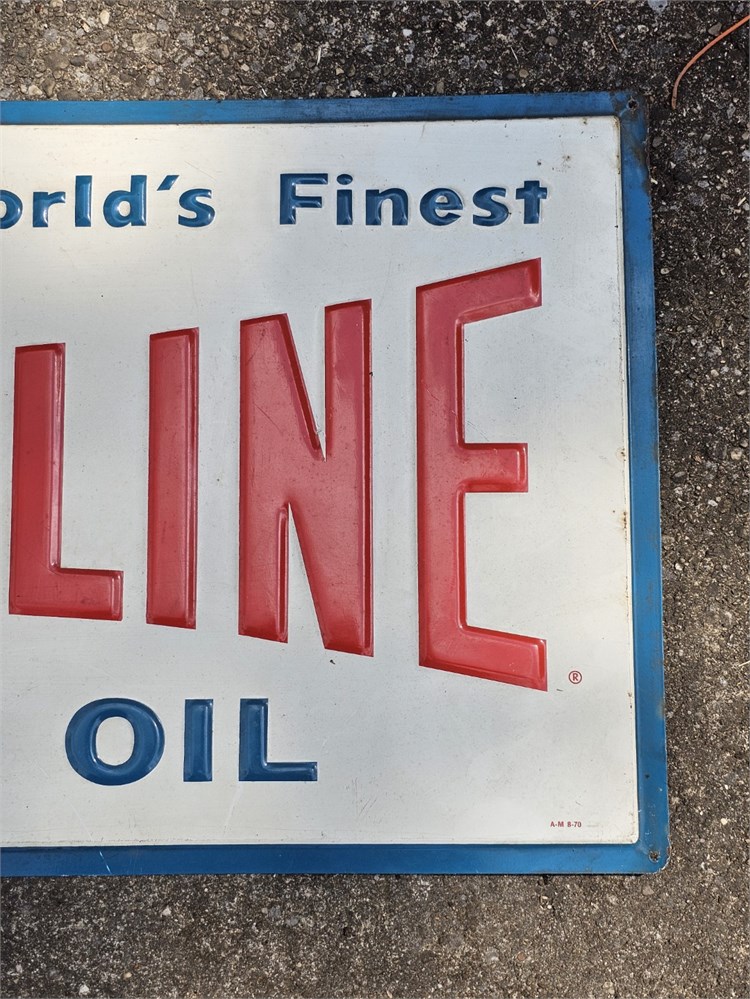 orld's Finest
LINE
®
OIL
A-M 8-70